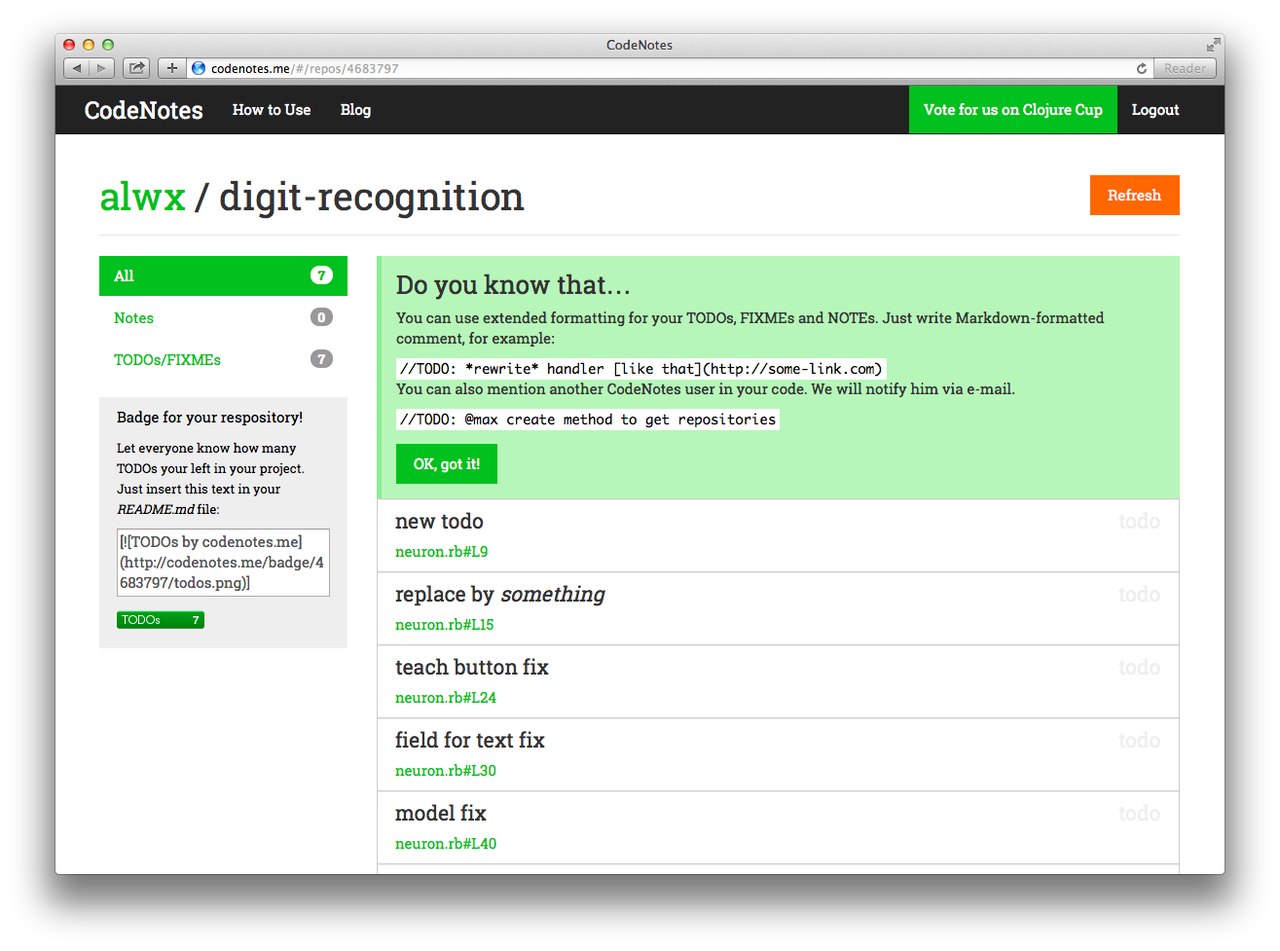 CodeNotes
codenotes.me/#/repos/4683797
Reader
CodeNotes How to Use Blog Vote for us on Clojure Cup Logout
alwx / digit-recognition
Refresh
All 7
Notes 0
TODOs/FIXMEs 7
Badge for your respository!
Let everyone know how many
TODOs your left in your project.
Just insert this text in your
README.md file:
[![TODOs by codenotes.me]
(http://codenotes.me/badge/4
683797/todos.png)]
TODOs 7
Do you know that...
You can use extended formatting for your TODOs, FIXMEs and NOTEs. Just write Markdown-formatted
comment, for example:
//TODO: *rewrite* handler [like that](http://some-link.com)
You can also mention another CodeNotes user in your code. We will notify him via e-mail.
//TODO: @max create method to get repositories
OK, got it!
new todo todo
neuron.rb#L9
replace by something todo
neuron.rb#L15
teach button fix todo
neuron.rb#L24
field for text fix todo
neuron.rb#L30
model fix todo
neuron.rb#L40